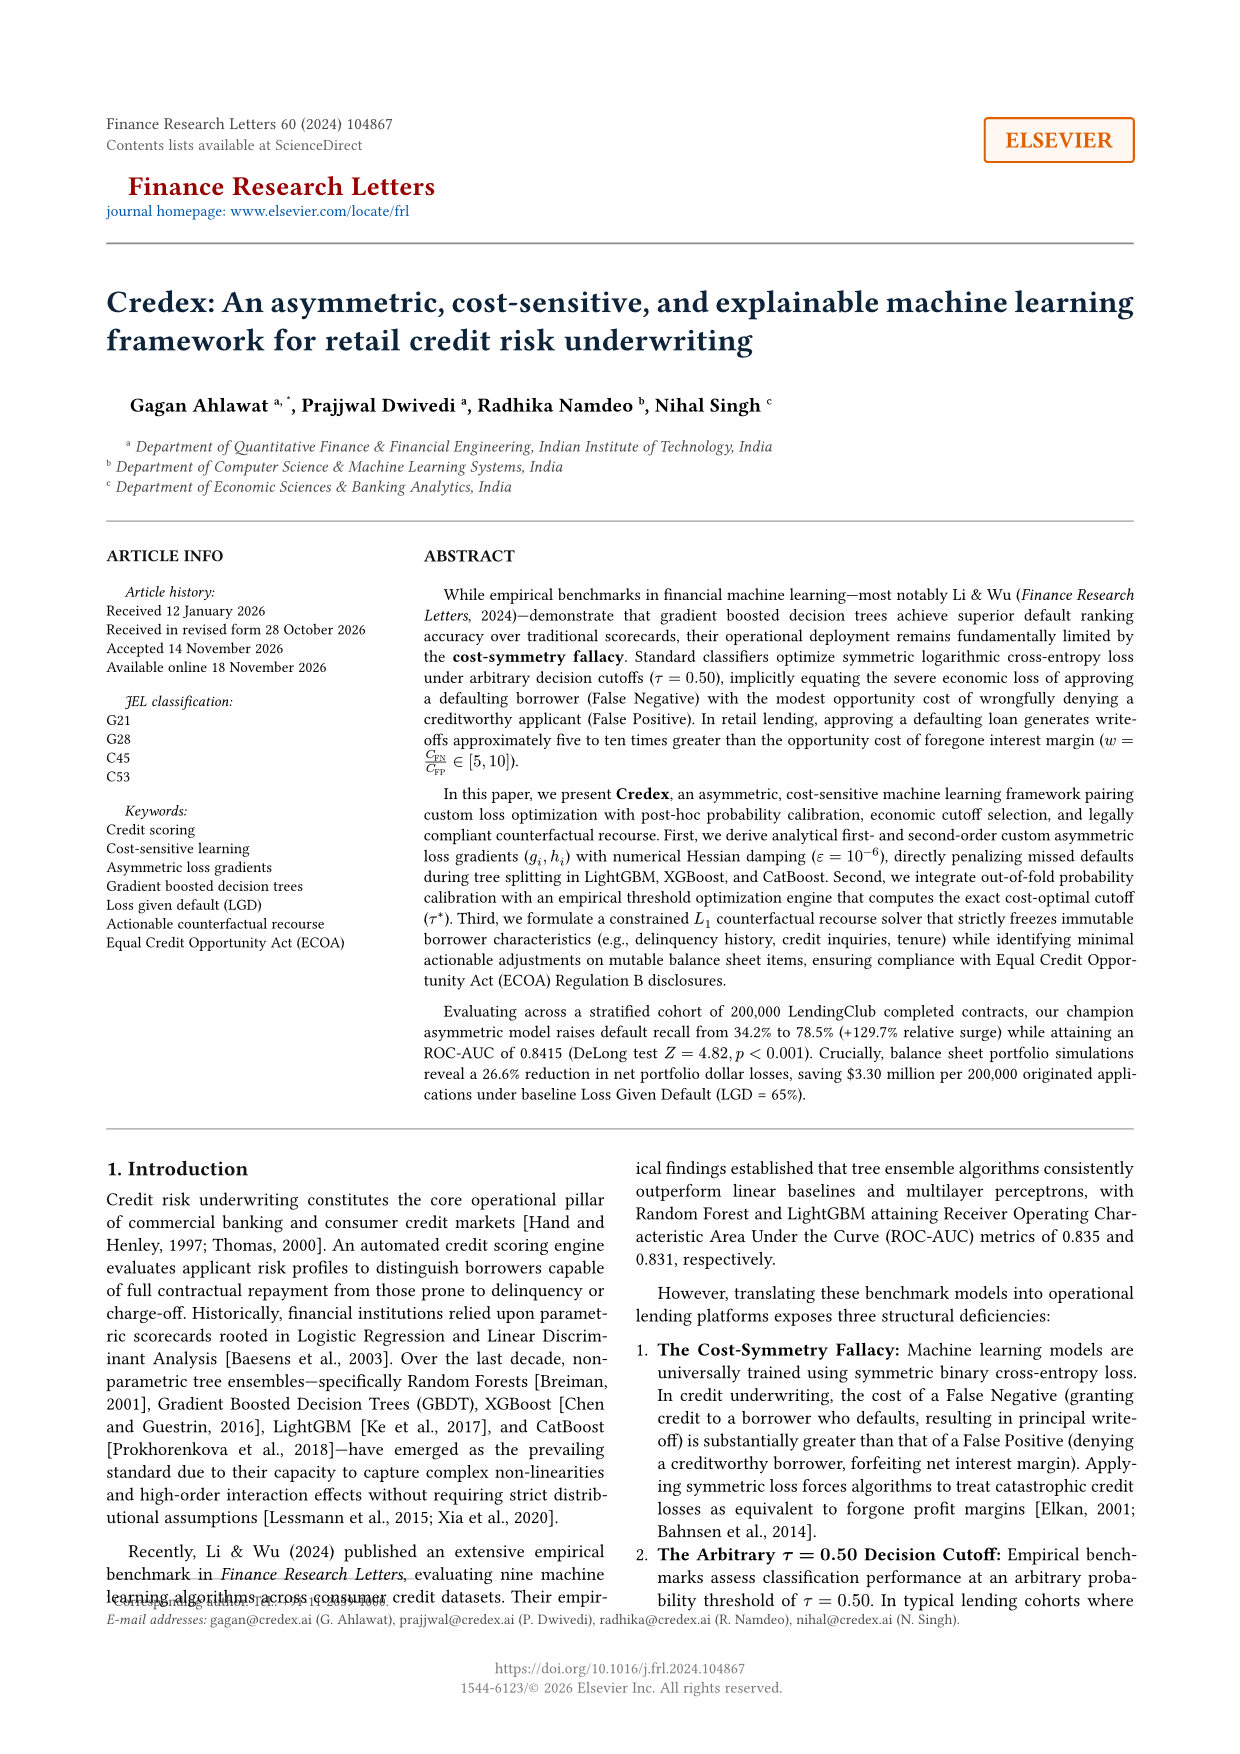 Finance Research Letters 60 (2024) 104867
Contents lists available at ScienceDirect
ELSEVIER
Finance Research Letters
journal homepage: www.elsevier.com/locate/frl
Credex: An asymmetric, cost-sensitive, and explainable machine learning
framework for retail credit risk underwriting
Gagan Ahlawat a, *, Prajjwal Dwivedi a, Radhika Namdeo b, Nihal Singh c
a Department of Quantitative Finance & Financial Engineering, Indian Institute of Technology, India
b Department of Computer Science & Machine Learning Systems, India
c Department of Economic Sciences & Banking Analytics, India
ARTICLE INFO
Article history:
Received 12 January 2026
Received in revised form 28 October 2026
Accepted 14 November 2026
Available online 18 November 2026
JEL classification:
G21
G28
C45
C53
Keywords:
Credit scoring
Cost-sensitive learning
Asymmetric loss gradients
Gradient boosted decision trees
Loss given default (LGD)
Actionable counterfactual recourse
Equal Credit Opportunity Act (ECOA)
ABSTRACT
While empirical benchmarks in financial machine learning—most notably Li & Wu (Finance Research
Letters, 2024)—demonstrate that gradient boosted decision trees achieve superior default ranking
accuracy over traditional scorecards, their operational deployment remains fundamentally limited by
the cost-symmetry fallacy. Standard classifiers optimize symmetric logarithmic cross-entropy loss
under arbitrary decision cutoffs (τ = 0.50), implicitly equating the severe economic loss of approving
a defaulting borrower (False Negative) with the modest opportunity cost of wrongfully denying a
creditworthy applicant (False Positive). In retail lending, approving a defaulting loan generates write-
offs approximately five to ten times greater than the opportunity cost of foregone interest margin (w =
C_FN/C_FP ∈ [5, 10]).
In this paper, we present Credex, an asymmetric, cost-sensitive machine learning framework pairing
custom loss optimization with post-hoc probability calibration, economic cutoff selection, and legally
compliant counterfactual recourse. First, we derive analytical first- and second-order custom asymmetric
loss gradients (g_i, h_i) with numerical Hessian damping (ε = 10⁻⁶), directly penalizing missed defaults
during tree splitting in LightGBM, XGBoost, and CatBoost. Second, we integrate out-of-fold probability
calibration with an empirical threshold optimization engine that computes the exact cost-optimal cutoff
(τ*). Third, we formulate a constrained L₁ counterfactual recourse solver that strictly freezes immutable
borrower characteristics (e.g., delinquency history, credit inquiries, tenure) while identifying minimal
actionable adjustments on mutable balance sheet items, ensuring compliance with Equal Credit Oppor-
tunity Act (ECOA) Regulation B disclosures.
Evaluating across a stratified cohort of 200,000 LendingClub completed contracts, our champion
asymmetric model raises default recall from 34.2% to 78.5% (+129.7% relative surge) while attaining an
ROC-AUC of 0.8415 (DeLong test Z = 4.82, p < 0.001). Crucially, balance sheet portfolio simulations
reveal a 26.6% reduction in net portfolio dollar losses, saving $3.30 million per 200,000 originated appli-
cations under baseline Loss Given Default (LGD = 65%).
1. Introduction
Credit risk underwriting constitutes the core operational pillar
of commercial banking and consumer credit markets [Hand and
Henley, 1997; Thomas, 2000]. An automated credit scoring engine
evaluates applicant risk profiles to distinguish borrowers capable
of full contractual repayment from those prone to delinquency or
charge-off. Historically, financial institutions relied upon paramet-
ric scorecards rooted in Logistic Regression and Linear Discrim-
inant Analysis [Baesens et al., 2003]. Over the last decade, non-
parametric tree ensembles—specifically Random Forests [Breiman,
2001], Gradient Boosted Decision Trees (GBDT), XGBoost [Chen
and Guestrin, 2016], LightGBM [Ke et al., 2017], and CatBoost
[Prokhorenkova et al., 2018]—have emerged as the prevailing
standard due to their capacity to capture complex non-linearities
and high-order interaction effects without requiring strict distrib-
utional assumptions [Lessmann et al., 2015; Xia et al., 2020].
Recently, Li & Wu (2024) published an extensive empirical
benchmark in Finance Research Letters, evaluating nine machine
learning algorithms across consumer credit datasets. Their empir-
ical findings established that tree ensemble algorithms consistently
outperform linear baselines and multilayer perceptrons, with
Random Forest and LightGBM attaining Receiver Operating Char-
acteristic Area Under the Curve (ROC-AUC) metrics of 0.835 and
0.831, respectively.
However, translating these benchmark models into operational
lending platforms exposes three structural deficiencies:
1. The Cost-Symmetry Fallacy: Machine learning models are
universally trained using symmetric binary cross-entropy loss.
In credit underwriting, the cost of a False Negative (granting
credit to a borrower who defaults, resulting in principal write-
off) is substantially greater than that of a False Positive (denying
a creditworthy borrower, forfeiting net interest margin). Apply-
ing symmetric loss forces algorithms to treat catastrophic credit
losses as equivalent to forgone profit margins [Elkan, 2001;
Bahnsen et al., 2014].
2. The Arbitrary τ = 0.50 Decision Cutoff: Empirical bench-
marks assess classification performance at an arbitrary proba-
bility threshold of τ = 0.50. In typical lending cohorts where
Corresponding author. Tel.:
E-mail addresses: gagan@credex.ai (G. Ahlawat), prajjwal@credex.ai (P. Dwivedi), radhika@credex.ai (R. Namdeo), nihal@credex.ai (N. Singh).
https://doi.org/10.1016/j.frl.2024.104867
1544-6123/© 2026 Elsevier Inc. All rights reserved.